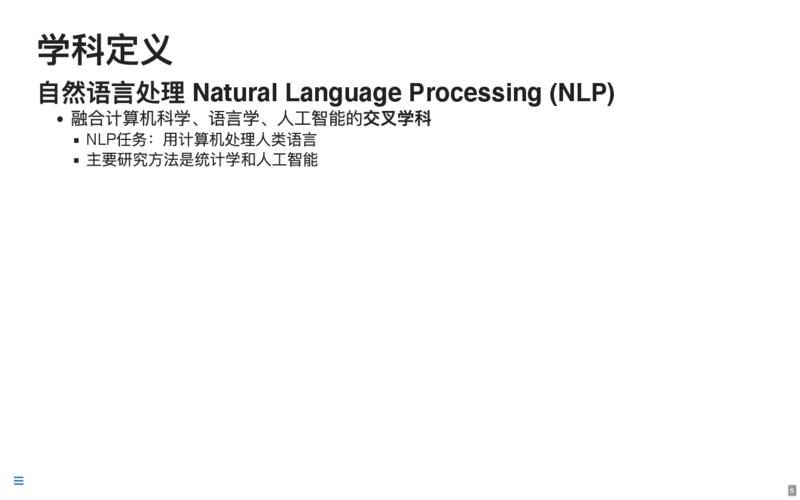 学科定义
自然语言处理 Natural Language Processing (NLP)
融合计算机科学、语言学、人工智能的交叉学科
NLP任务：用计算机处理人类语言
主要研究方法是统计学和人工智能